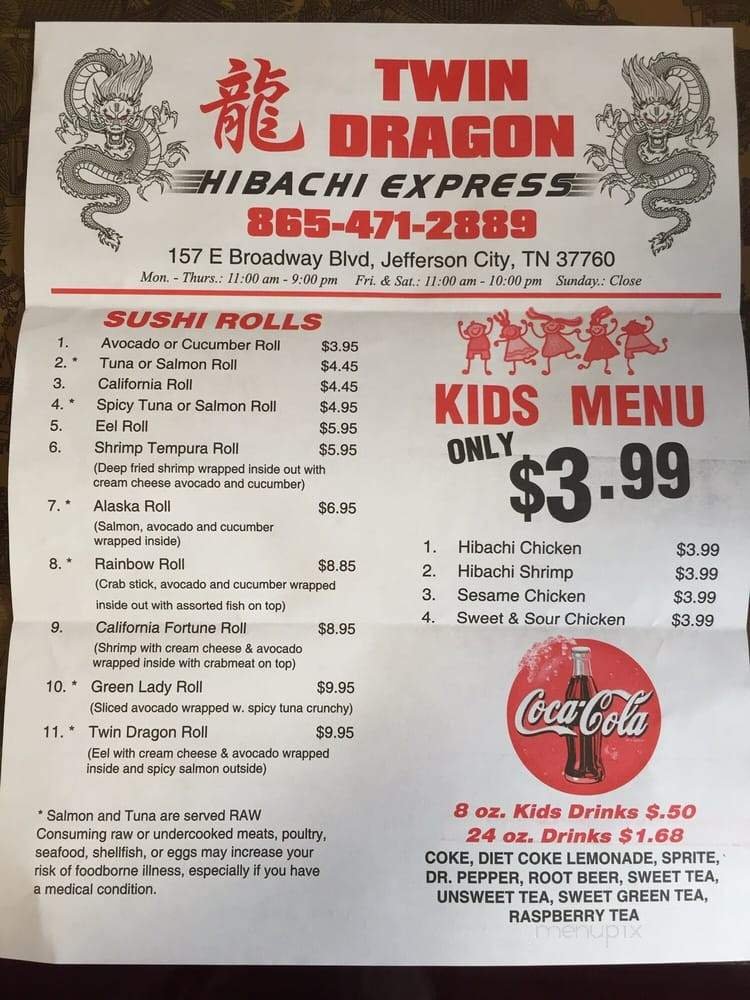 龍
TWIN
DRAGON
HIBACHI EXPRESS
865-471-2889
157 E Broadway Blvd, Jefferson City, TN 37760
Mon. - Thurs.: 11:00 am - 9:00 pm Fri. & Sat.: 11:00 am - 10:00 pm Sunday.: Close
SUSHI ROLLS
1. Avocado or Cucumber Roll $3.95
2. * Tuna or Salmon Roll $4.45
3. California Roll $4.45
4. * Spicy Tuna or Salmon Roll $4.95
5. Eel Roll $5.95
6. Shrimp Tempura Roll $5.95
(Deep fried shrimp wrapped inside out with
cream cheese avocado and cucumber)
7. * Alaska Roll $6.95
(Salmon, avocado and cucumber
wrapped inside)
8. * Rainbow Roll $8.85
(Crab stick, avocado and cucumber wrapped
inside out with assorted fish on top)
9. California Fortune Roll $8.95
(Shrimp with cream cheese & avocado
wrapped inside with crabmeat on top)
10. * Green Lady Roll $9.95
(Sliced avocado wrapped w. spicy tuna crunchy)
11. * Twin Dragon Roll $9.95
(Eel with cream cheese & avocado wrapped
inside and spicy salmon outside)
* Salmon and Tuna are served RAW
Consuming raw or undercooked meats, poultry,
seafood, shellfish, or eggs may increase your
risk of foodborne illness, especially if you have
a medical condition.
KIDS MENU
ONLY
$3.99
1. Hibachi Chicken $3.99
2. Hibachi Shrimp $3.99
3. Sesame Chicken $3.99
4. Sweet & Sour Chicken $3.99
Coca-Cola
8 oz. Kids Drinks $.50
24 oz. Drinks $1.68
COKE, DIET COKE LEMONADE, SPRITE,
DR. PEPPER, ROOT BEER, SWEET TEA,
UNSWEET TEA, SWEET GREEN TEA,
RASPBERRY TEA
menupix